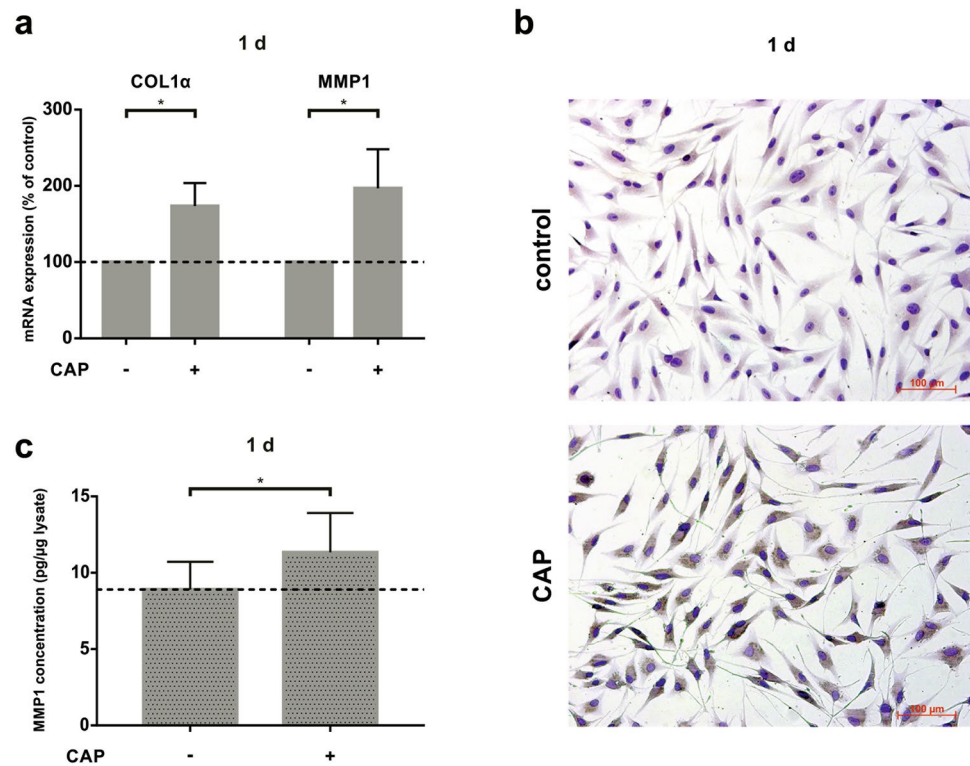 a
1 d
COL1α
MMP1
*
*
mRNA expression (% of control)
300
200
100
0
CAP
-
+
-
+
b
1 d
control
100 µm
CAP
100 µm
c
1 d
*
MMP1 concentration (pg/µg lysate)
15
10
5
0
CAP
-
+